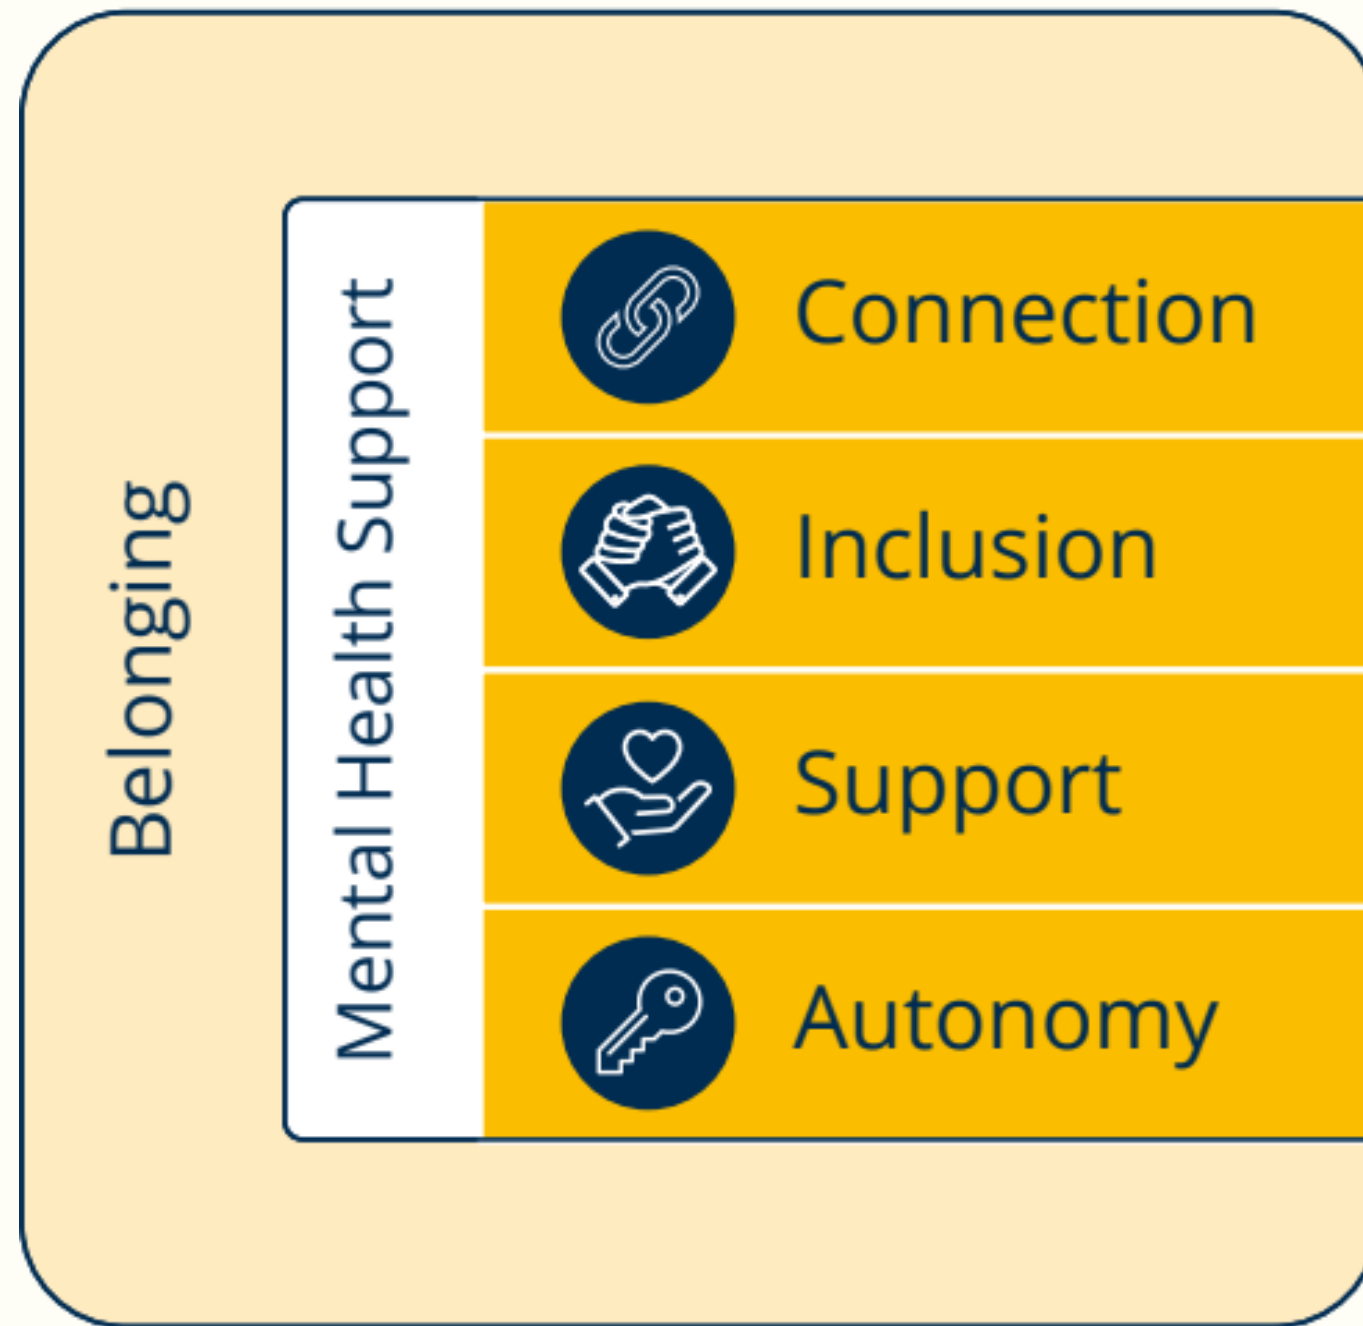 Belonging
Mental Health Support
Connection
Inclusion
Support
Autonomy